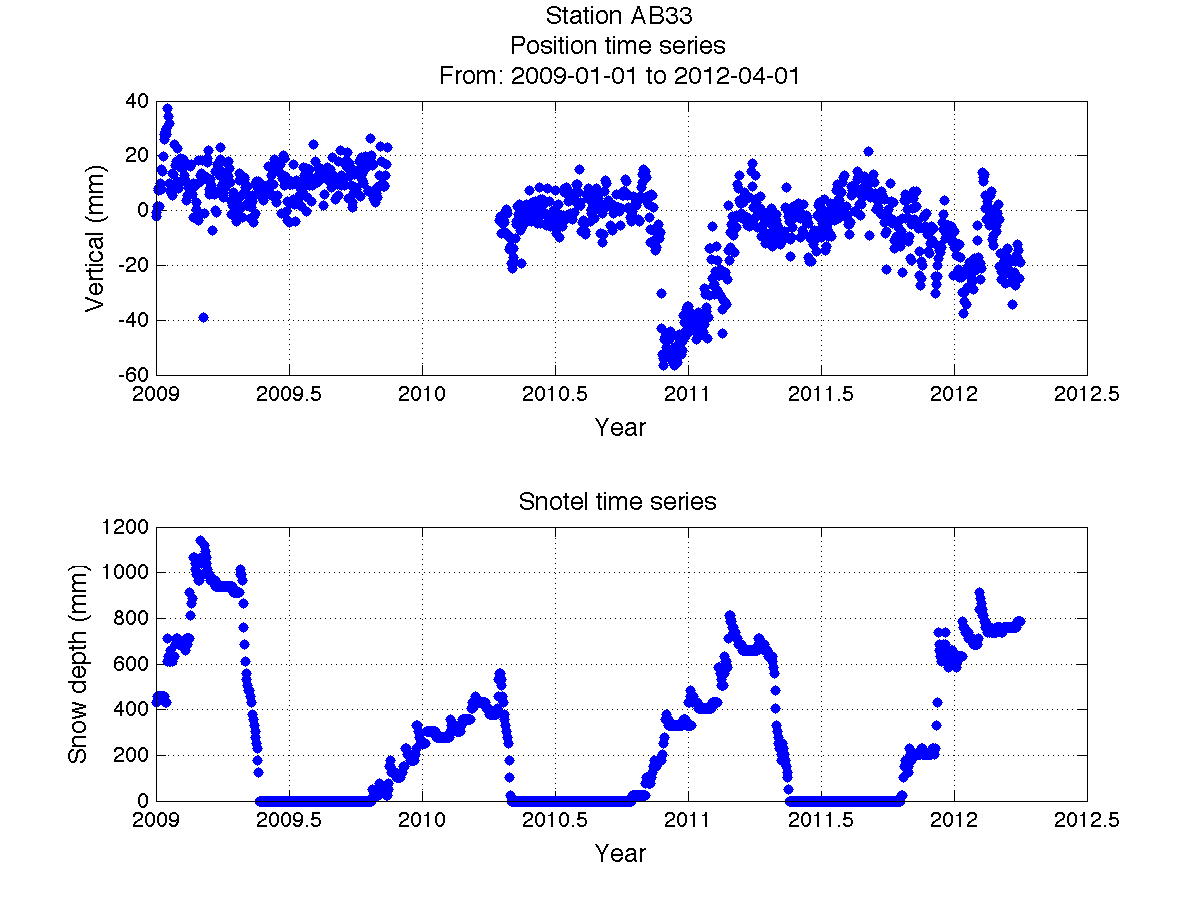 Station AB33
Position time series
From: 2009-01-01 to 2012-04-01
40
20
0
-20
-40
-60
Vertical (mm)
2009 2009.5 2010 2010.5 2011 2011.5 2012 2012.5
Year
Snotel time series
1200
1000
800
600
400
200
0
Snow depth (mm)
2009 2009.5 2010 2010.5 2011 2011.5 2012 2012.5
Year